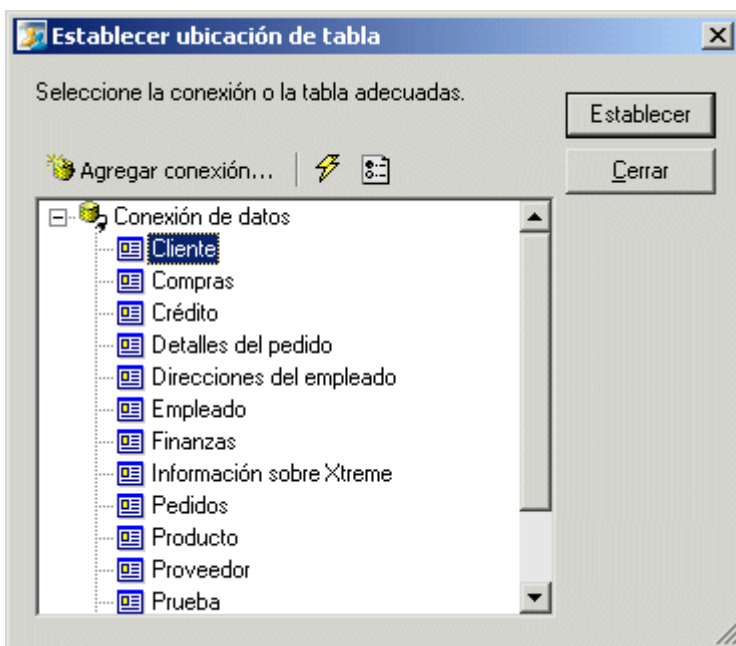 Establecer ubicación de tabla
Seleccione la conexión o la tabla adecuadas.
Establecer
Agregar conexión...
Cerrar
Conexión de datos
Cliente
Compras
Crédito
Detalles del pedido
Direcciones del empleado
Empleado
Finanzas
Información sobre Xtreme
Pedidos
Producto
Proveedor
Prueba